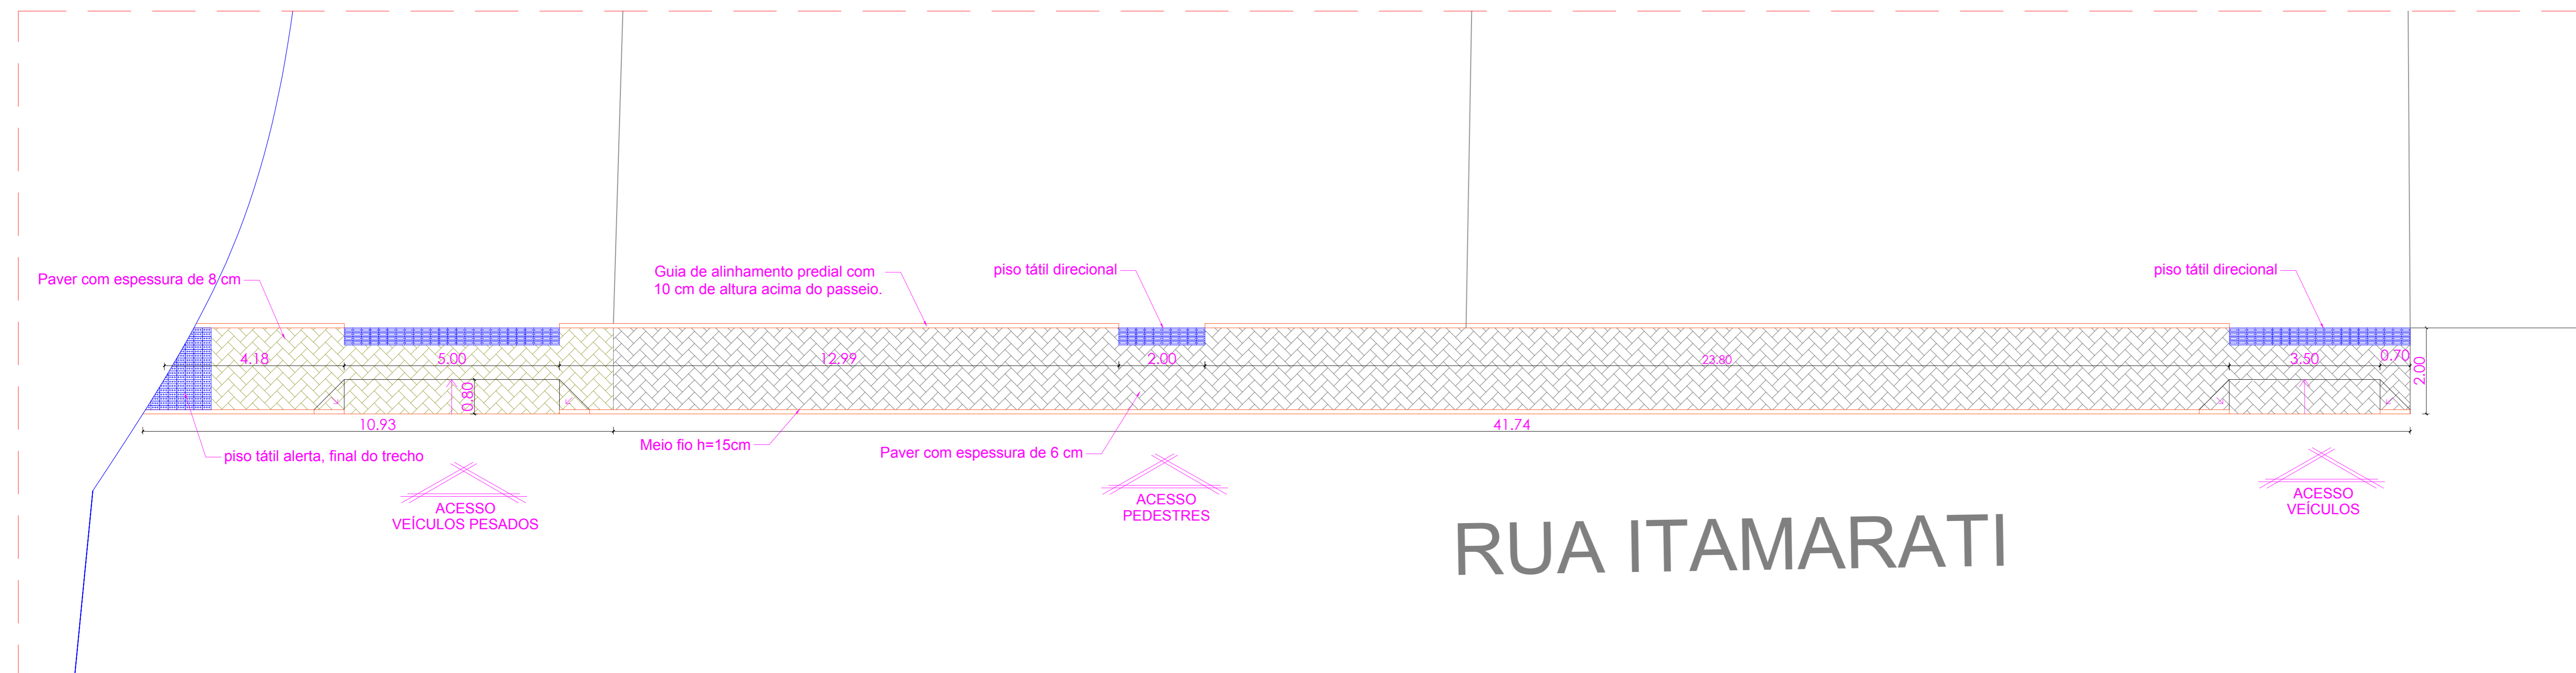 Paver com espessura de 8 cm
Guia de alinhamento predial com
10 cm de altura acima do passeio.
piso tátil direcional
piso tátil direcional
4.18
5.00
12.99
2.00
23.80
3.50
0.70
2.00
0.80
10.93
41.74
Meio fio h=15cm
Paver com espessura de 6 cm
piso tátil alerta, final do trecho
ACESSO
VEÍCULOS PESADOS
ACESSO
PEDESTRES
ACESSO
VEÍCULOS
RUA ITAMARATI